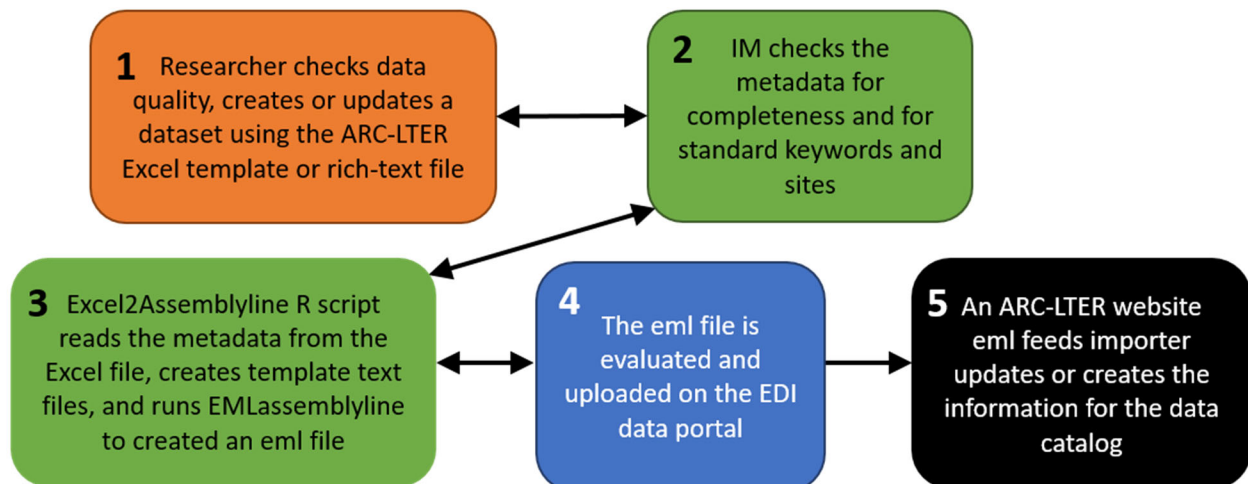 1 Researcher checks data
quality, creates or updates a
dataset using the ARC-LTER
Excel template or rich-text file
2 IM checks the
metadata for
completeness and for
standard keywords and
sites
3 Excel2Assemblyline R script
reads the metadata from the
Excel file, creates template text
files, and runs EMLassemblyline
to created an eml file
4
The eml file is
evaluated and
uploaded on the EDI
data portal
5 An ARC-LTER website
eml feeds importer
updates or creates the
information for the data
catalog